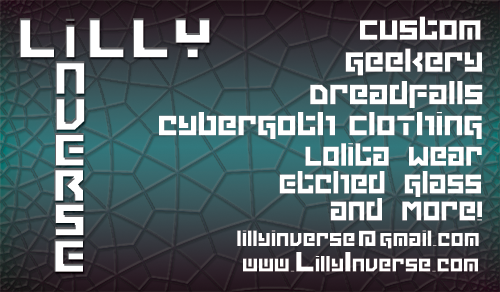 LiLLY
iNVERSE
Custom
Geekery
Dreadfalls
Cybergoth Clothing
Lolita Wear
Etched Glass
and More!
lillyinverse@gmail.com
www.LillyInverse.com